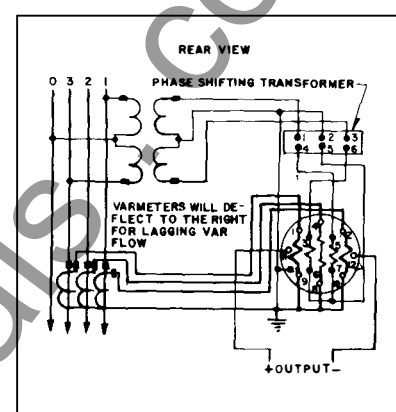 REAR VIEW
0 3 2 1
PHASE SHIFTING TRANSFORMER
1 2 3
4 5 6
VARMETERS WILL DE-
FLECT TO THE RIGHT
FOR LAGGING VAR
FLOW
+OUTPUT-